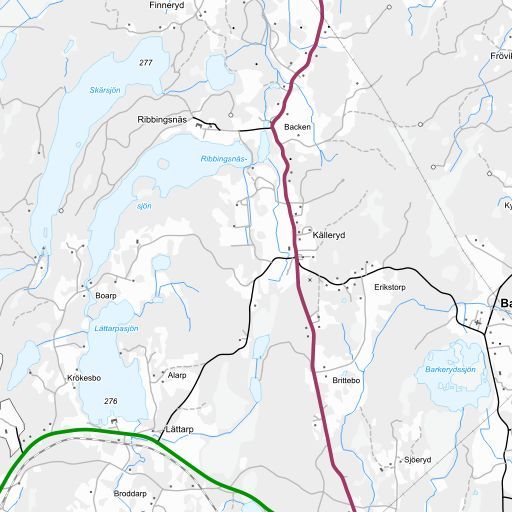 Finneryd
277
Frövi
Skärsjön
Ribbingsnäs
Backen
Ribbingsnäs-
sjön
Ky
Källeryd
Erikstorp
Boarp
Ba
Lättarpasjön
Barkerydssjön
Krökesbo
Alarp
Brittebo
276
Lättarp
Sjöeryd
Broddarp